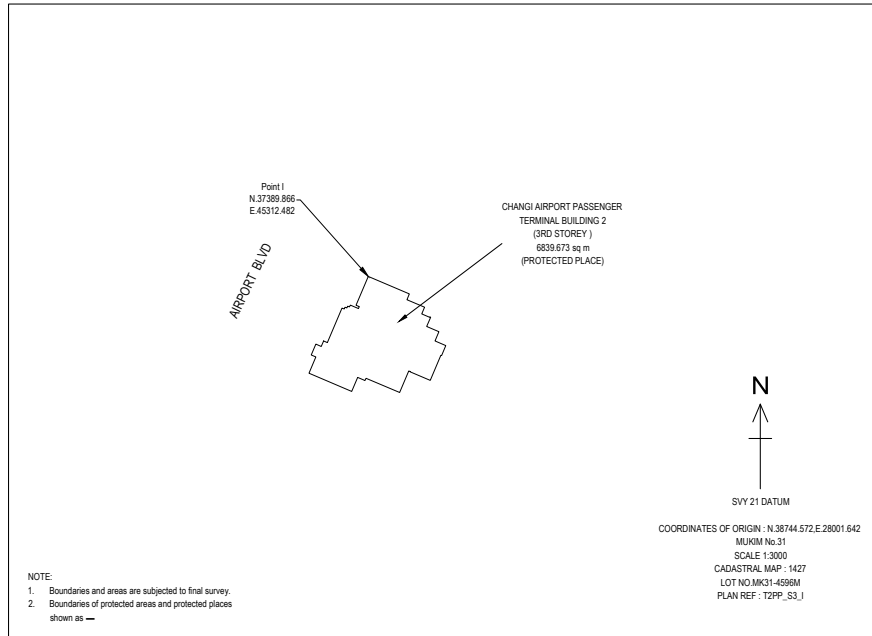 Point I
N.37389.866
E.45312.482
CHANGI AIRPORT PASSENGER
TERMINAL BUILDING 2
(3RD STOREY )
6839.673 sq m
(PROTECTED PLACE)
AIRPORT BLVD
N
SVY 21 DATUM
COORDINATES OF ORIGIN : N.38744.572,E.28001.642
MUKIM No.31
SCALE 1:3000
CADASTRAL MAP : 1427
LOT NO.MK31-4596M
PLAN REF : T2PP_S3_I
NOTE:
1. Boundaries and areas are subjected to final survey.
2. Boundaries of protected areas and protected places
shown as —